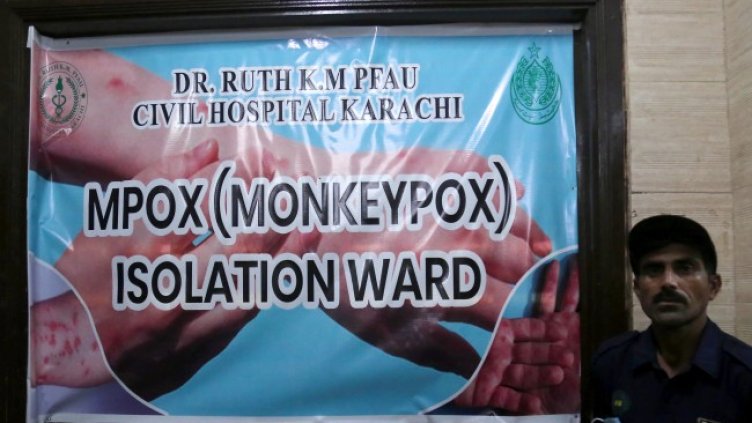 DR. RUTH K.M PFAU
CIVIL HOSPITAL KARACHI
MPOX (MONKEYPOX)
ISOLATION WARD